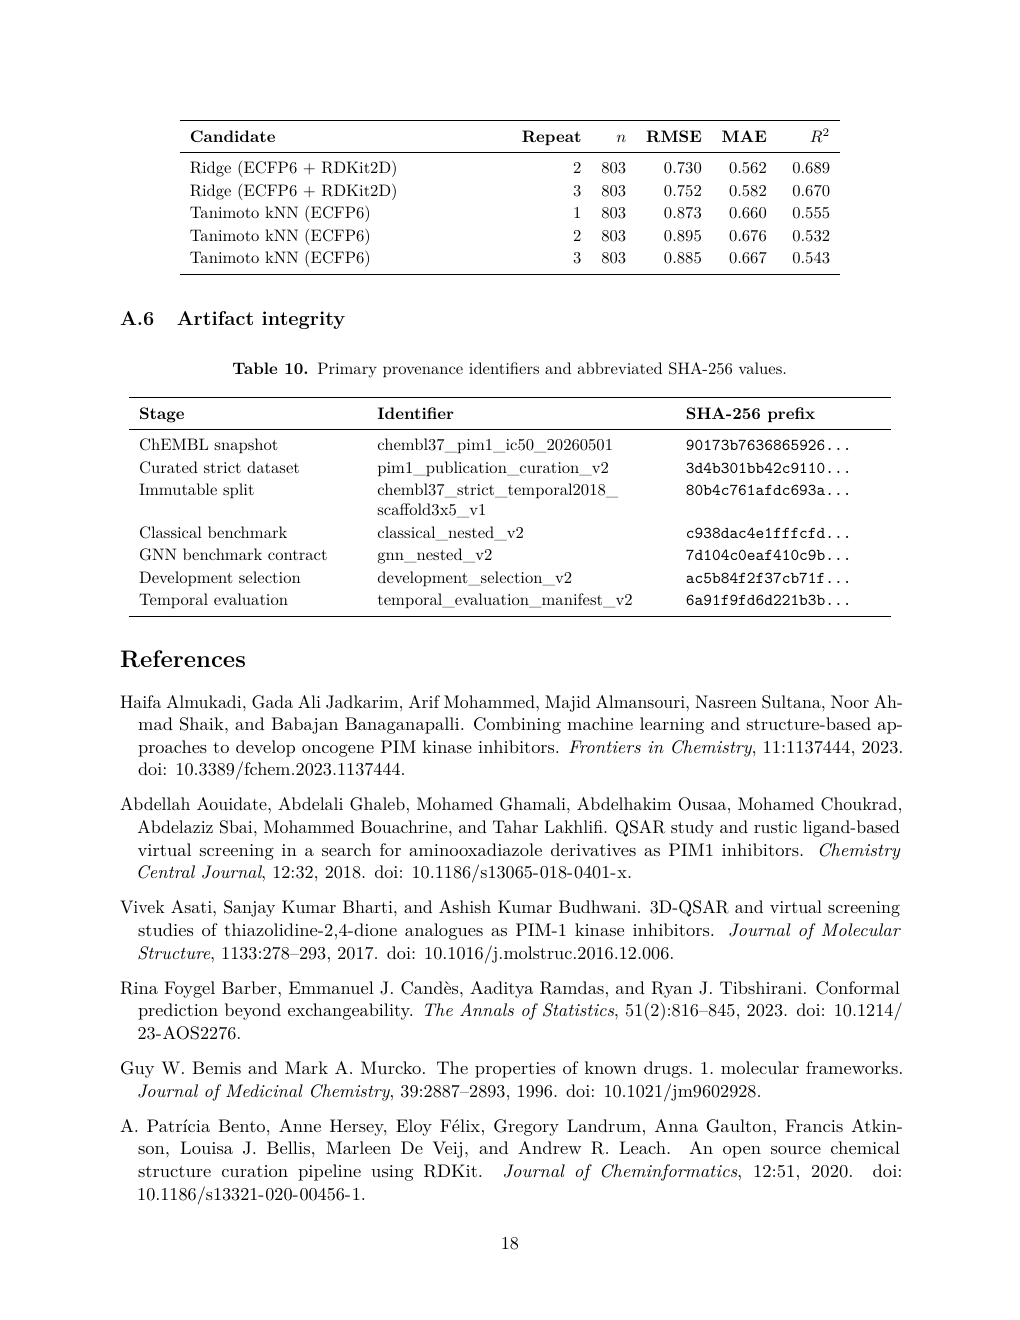 Candidate Repeat n RMSE MAE R²
Ridge (ECFP6 + RDKit2D) 2 803 0.730 0.562 0.689
Ridge (ECFP6 + RDKit2D) 3 803 0.752 0.582 0.670
Tanimoto kNN (ECFP6) 1 803 0.873 0.660 0.555
Tanimoto kNN (ECFP6) 2 803 0.895 0.676 0.532
Tanimoto kNN (ECFP6) 3 803 0.885 0.667 0.543
A.6 Artifact integrity
Table 10. Primary provenance identifiers and abbreviated SHA-256 values.
Stage Identifier SHA-256 prefix
ChEMBL snapshot chembl37_pim1_ic50_20260501 90173b7636865926...
Curated strict dataset pim1_publication_curation_v2 3d4b301bb42c9110...
Immutable split chembl37_strict_temporal2018_ 80b4c761afdc693a...
scaffold3x5_v1
Classical benchmark classical_nested_v2 c938dac4e1fffcfd...
GNN benchmark contract gnn_nested_v2 7d104c0eaf410c9b...
Development selection development_selection_v2 ac5b84f2f37cb71f...
Temporal evaluation temporal_evaluation_manifest_v2 6a91f9fd6d221b3b...
References
Haifa Almukadi, Gada Ali Jadkarim, Arif Mohammed, Majid Almansouri, Nasreen Sultana, Noor Ah-
mad Shaik, and Babajan Banaganapalli. Combining machine learning and structure-based ap-
proaches to develop oncogene PIM kinase inhibitors. Frontiers in Chemistry, 11:1137444, 2023.
doi: 10.3389/fchem.2023.1137444.
Abdellah Aouidate, Abdelali Ghaleb, Mohamed Ghamali, Abdelhakim Ousaa, Mohamed Choukrad,
Abdelaziz Sbai, Mohammed Bouachrine, and Tahar Lakhlifi. QSAR study and rustic ligand-based
virtual screening in a search for aminooxadiazole derivatives as PIM1 inhibitors. Chemistry
Central Journal, 12:32, 2018. doi: 10.1186/s13065-018-0401-x.
Vivek Asati, Sanjay Kumar Bharti, and Ashish Kumar Budhwani. 3D-QSAR and virtual screening
studies of thiazolidine-2,4-dione analogues as PIM-1 kinase inhibitors. Journal of Molecular
Structure, 1133:278–293, 2017. doi: 10.1016/j.molstruc.2016.12.006.
Rina Foygel Barber, Emmanuel J. Candès, Aaditya Ramdas, and Ryan J. Tibshirani. Conformal
prediction beyond exchangeability. The Annals of Statistics, 51(2):816–845, 2023. doi: 10.1214/
23-AOS2276.
Guy W. Bemis and Mark A. Murcko. The properties of known drugs. 1. molecular frameworks.
Journal of Medicinal Chemistry, 39:2887–2893, 1996. doi: 10.1021/jm9602928.
A. Patrícia Bento, Anne Hersey, Eloy Félix, Gregory Landrum, Anna Gaulton, Francis Atkin-
son, Louisa J. Bellis, Marleen De Veij, and Andrew R. Leach. An open source chemical
structure curation pipeline using RDKit. Journal of Cheminformatics, 12:51, 2020. doi:
10.1186/s13321-020-00456-1.
18